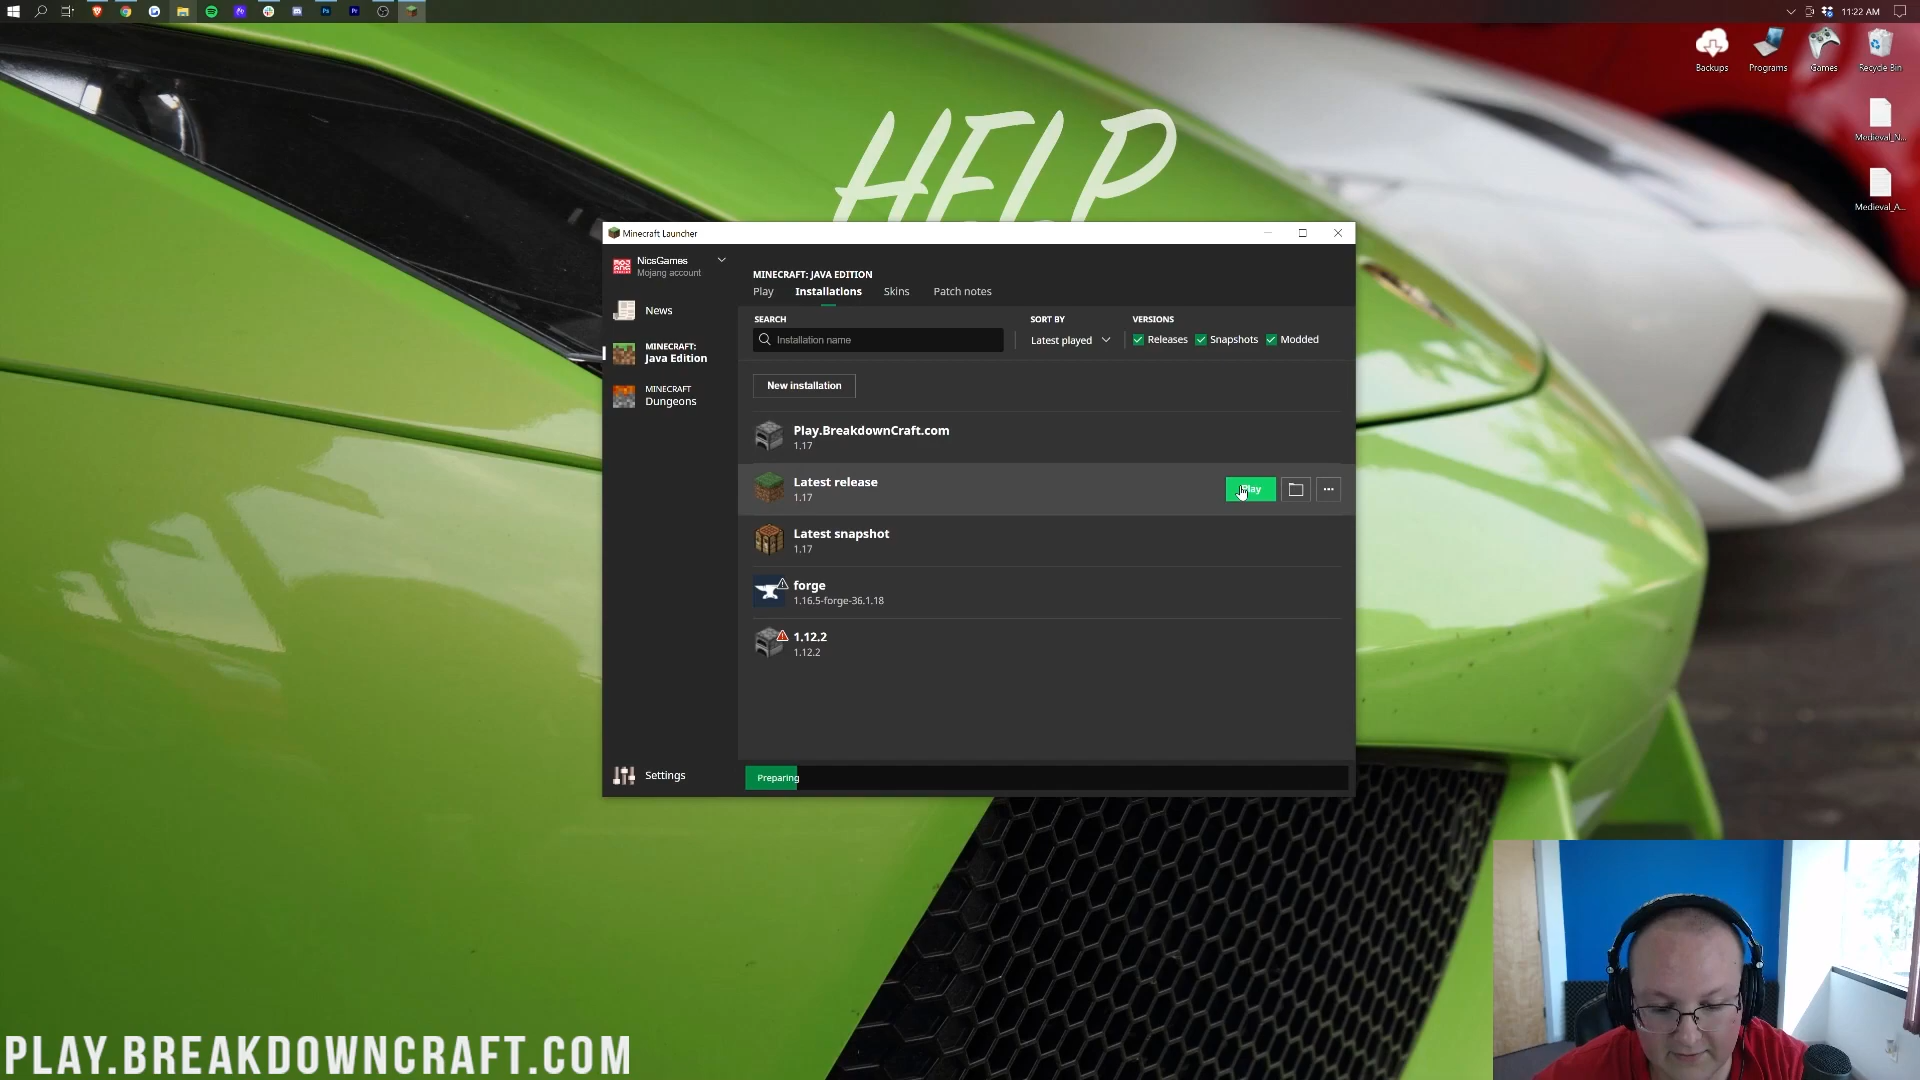 11:22 AM
Backups
Programs
Games
Recycle Bin
Medieval_N...
Medieval_A...
HELP
Minecraft Launcher
NicsGames
Mojang account
News
MINECRAFT:
Java Edition
MINECRAFT
Dungeons
Settings
MINECRAFT: JAVA EDITION
Play Installations Skins Patch notes
SEARCH SORT BY VERSIONS
Installation name Latest played Releases Snapshots Modded
New installation
Play.BreakdownCraft.com
1.17
Latest release
1.17
Play
Latest snapshot
1.17
forge
1.16.5-forge-36.1.18
1.12.2
1.12.2
Preparing
PLAY.BREAKDOWNCRAFT.COM